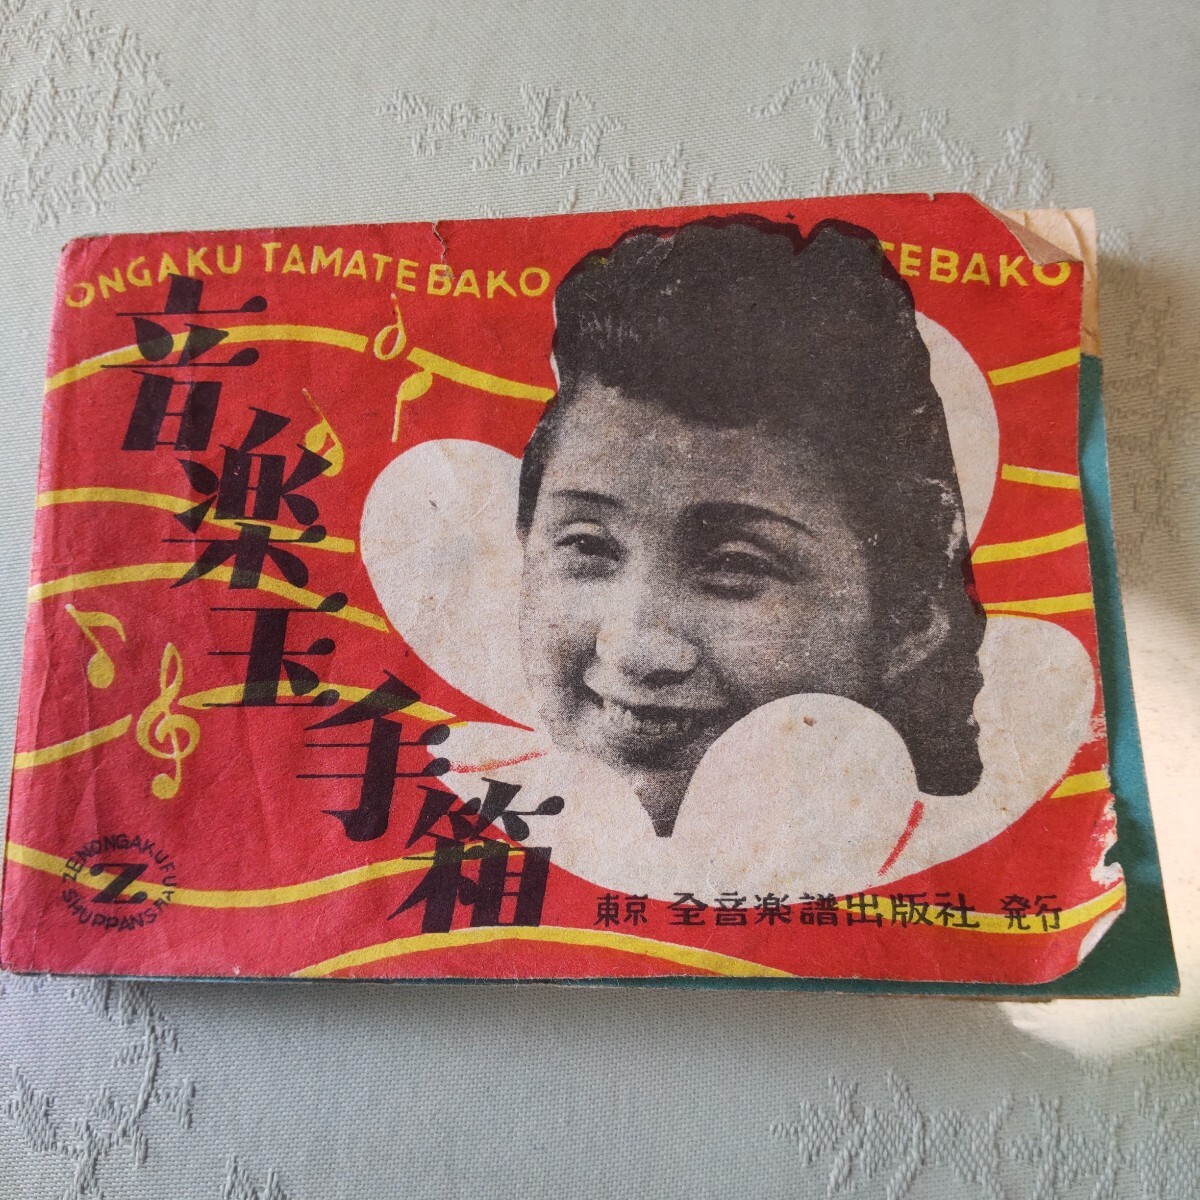 ONGAKU TAMATEBAKO
TEBAKO
音楽玉手箱
ZENONGAKUFU
Z
SHUPPANSHA
東京 全音楽譜出版社 発行